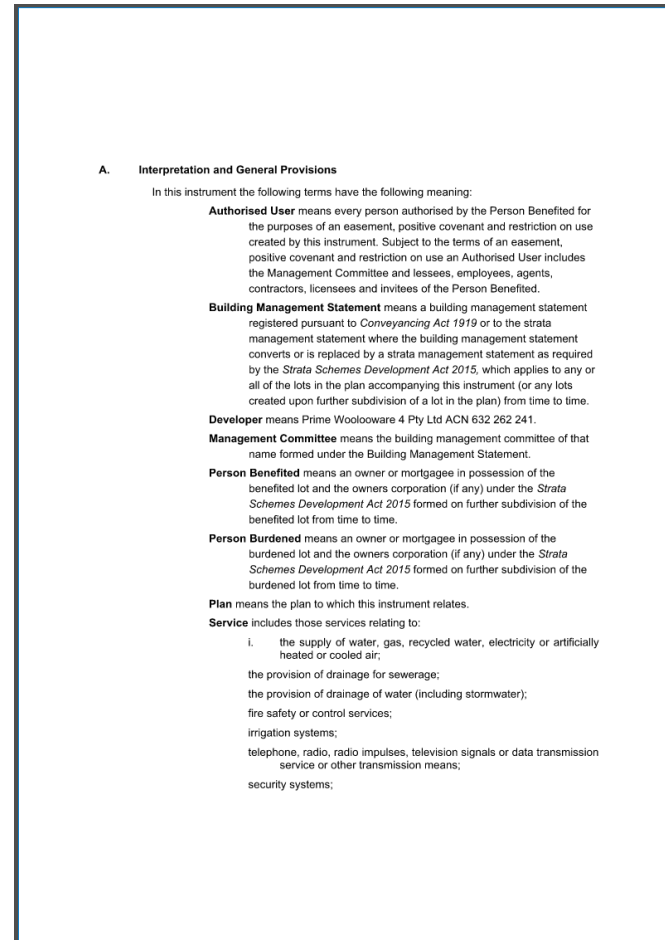 A. Interpretation and General Provisions
In this instrument the following terms have the following meaning:
Authorised User means every person authorised by the Person Benefited for
the purposes of an easement, positive covenant and restriction on use
created by this instrument. Subject to the terms of an easement,
positive covenant and restriction on use an Authorised User includes
the Management Committee and lessees, employees, agents,
contractors, licensees and invitees of the Person Benefited.
Building Management Statement means a building management statement
registered pursuant to Conveyancing Act 1919 or to the strata
management statement where the building management statement
converts or is replaced by a strata management statement as required
by the Strata Schemes Development Act 2015, which applies to any or
all of the lots in the plan accompanying this instrument (or any lots
created upon further subdivision of a lot in the plan) from time to time.
Developer means Prime Woolooware 4 Pty Ltd ACN 632 262 241.
Management Committee means the building management committee of that
name formed under the Building Management Statement.
Person Benefited means an owner or mortgagee in possession of the
benefited lot and the owners corporation (if any) under the Strata
Schemes Development Act 2015 formed on further subdivision of the
benefited lot from time to time.
Person Burdened means an owner or mortgagee in possession of the
burdened lot and the owners corporation (if any) under the Strata
Schemes Development Act 2015 formed on further subdivision of the
burdened lot from time to time.
Plan means the plan to which this instrument relates.
Service includes those services relating to:
i. the supply of water, gas, recycled water, electricity or artificially
heated or cooled air;
the provision of drainage for sewerage;
the provision of drainage of water (including stormwater);
fire safety or control services;
irrigation systems;
telephone, radio, radio impulses, television signals or data transmission
service or other transmission means;
security systems;